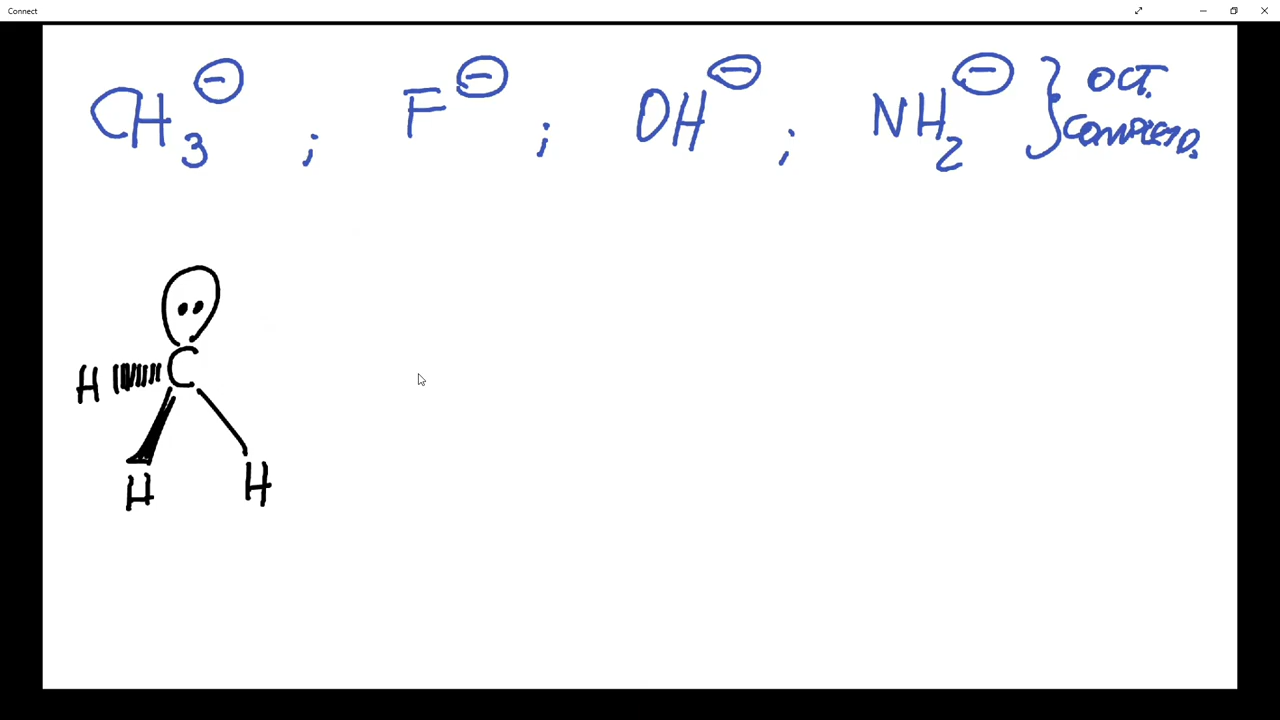 Connect
CH₃⊖ ; F⊖ ; OH⊖ ; NH₂⊖ } OCT.
COMPLETO.
C
H
H H